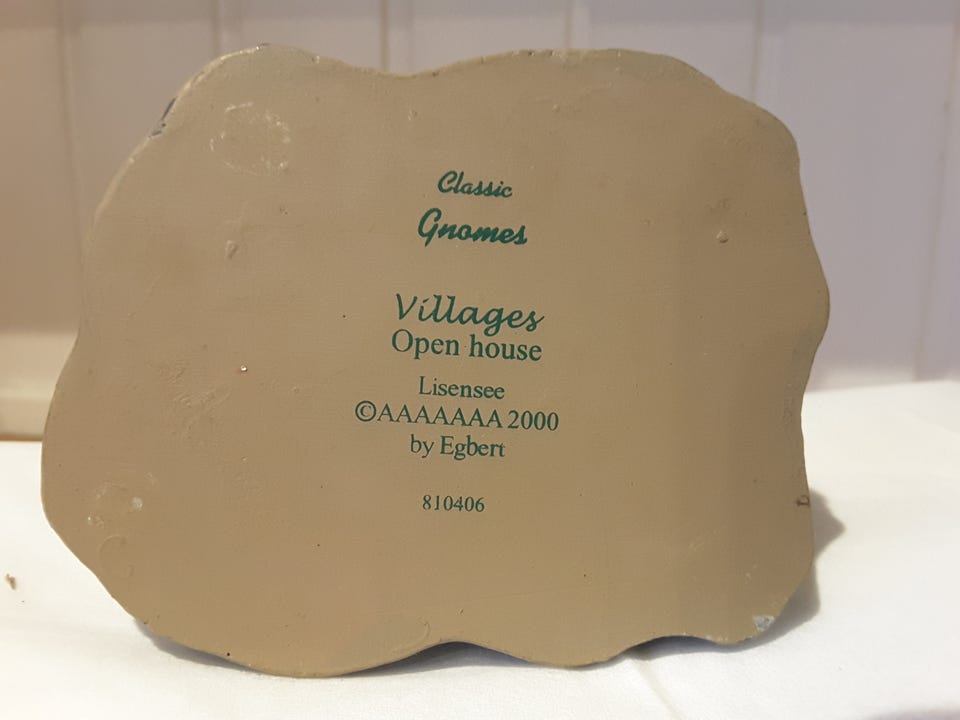 Classic
Gnomes
Villages
Open house
Lisensee
©AAAAAAA 2000
by Egbert
810406